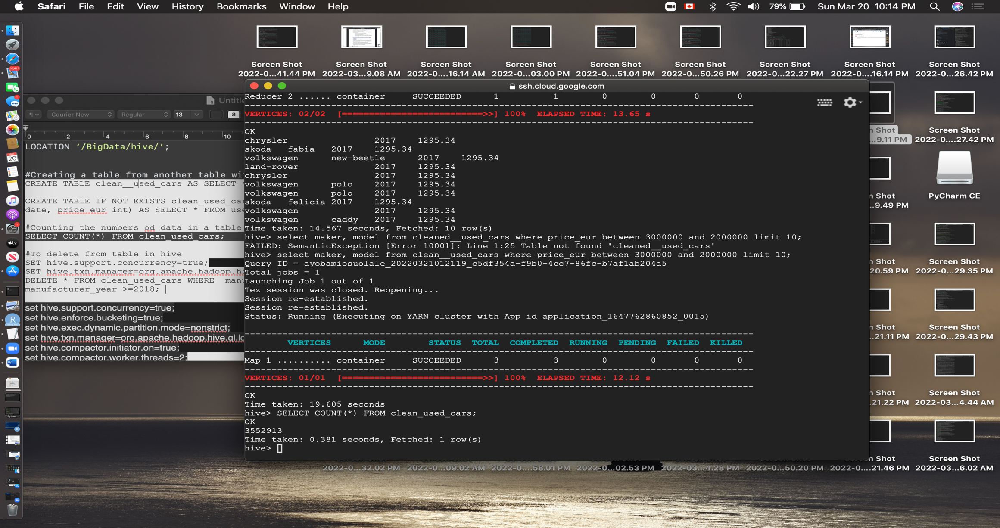 Safari File Edit View History Bookmarks Window Help 79% Sun Mar 20 10:14 PM
Screen Shot
2022-0...41.44 PM
Screen Shot
2022-03...9.08 AM
Screen Shot
2022-0....16.14 AM
Screen Shot
2022-0...03.00 PM
Screen Shot
2022-0....51.04 PM
Screen Shot
2022-0...50.26 PM
Screen Shot
2022-0...22.27 PM
Screen Shot
2022-0....16.14 PM
Screen Shot
2022-0...26.42 PM
Untitle
Courier New Regular 13 a
0 2 4 6 8 10
LOCATION ‘/BigData/hive/’;
#Creating a table from another table wi
CREATE TABLE clean__used_cars AS SELECT *
CREATE TABLE IF NOT EXISTS clean_used_ca
date, price_eur int) AS SELECT * FROM us
#Counting the numbers od data in a table
SELECT COUNT(*) FROM clean_used_cars;
#To delete from table in hive
SET hive.support.concurrency=true;
SET hive.txn.manager=org.apache.hadoop.hi
DELETE * FROM clean_used_cars WHERE manu
manufacturer_year >=2018;
set hive.support.concurrency=true;
set hive.enforce.bucketing=true;
set hive.exec.dynamic.partition.mode=nonstrict;
set hive.txn.manager=org.apache.hadoop.hive.ql.lo
set hive.compactor.initiator.on=true;
set hive.compactor.worker.threads=2;
ssh.cloud.google.com
Reducer 2 ...... container SUCCEEDED 1 1 0 0 0 0
VERTICES: 02/02 [==========================>>] 100% ELAPSED TIME: 13.65 s
OK
chrysler 2017 1295.34
skoda fabia 2017 1295.34
volkswagen new-beetle 2017 1295.34
land-rover 2017 1295.34
chrysler 2017 1295.34
volkswagen polo 2017 1295.34
volkswagen polo 2017 1295.34
skoda felicia 2017 1295.34
volkswagen 2017 1295.34
volkswagen caddy 2017 1295.34
Time taken: 14.567 seconds, Fetched: 10 row(s)
hive> select maker, model from cleaned__used_cars where price_eur between 3000000 and 2000000 limit 10;
FAILED: SemanticException [Error 10001]: Line 1:25 Table not found 'cleaned__used_cars'
hive> select maker, model from clean__used_cars where price_eur between 3000000 and 2000000 limit 10;
Query ID = ayobamiosuolale_20220321012119_c5df354a-f9b0-4cc7-86fc-b7af1ab204a5
Total jobs = 1
Launching Job 1 out of 1
Tez session was closed. Reopening...
Session re-established.
Session re-established.
Status: Running (Executing on YARN cluster with App id application_1647762860852_0015)
VERTICES MODE STATUS TOTAL COMPLETED RUNNING PENDING FAILED KILLED
Map 1 .......... container SUCCEEDED 3 3 0 0 0 0
VERTICES: 01/01 [==========================>>] 100% ELAPSED TIME: 12.12 s
OK
Time taken: 19.605 seconds
hive> SELECT COUNT(*) FROM clean_used_cars;
OK
3552913
Time taken: 0.381 seconds, Fetched: 1 row(s)
hive>
n Shot
...9.11 PM
Screen Shot
2022-0....27.42 PM
n Shot
..9.49 PM
PyCharm CE
n Shot
20.59 PM
Screen Shot
2022-0...29.35 PM
n Shot
..21.11 PM
Screen Shot
2022-0...29.43 PM
n Shot
.21.22 PM
Screen Shot
2022-03...4.44 AM
n Shot
2022-0....21.46 PM
Screen Shot
2022-03...6.02 AM
2022-0...32.02 PM
2022-0...09.02 AM
2022-0....58.01 PM
2022-0...02.53 PM
2022-03...4.28 PM
2022-0...50.20 PM